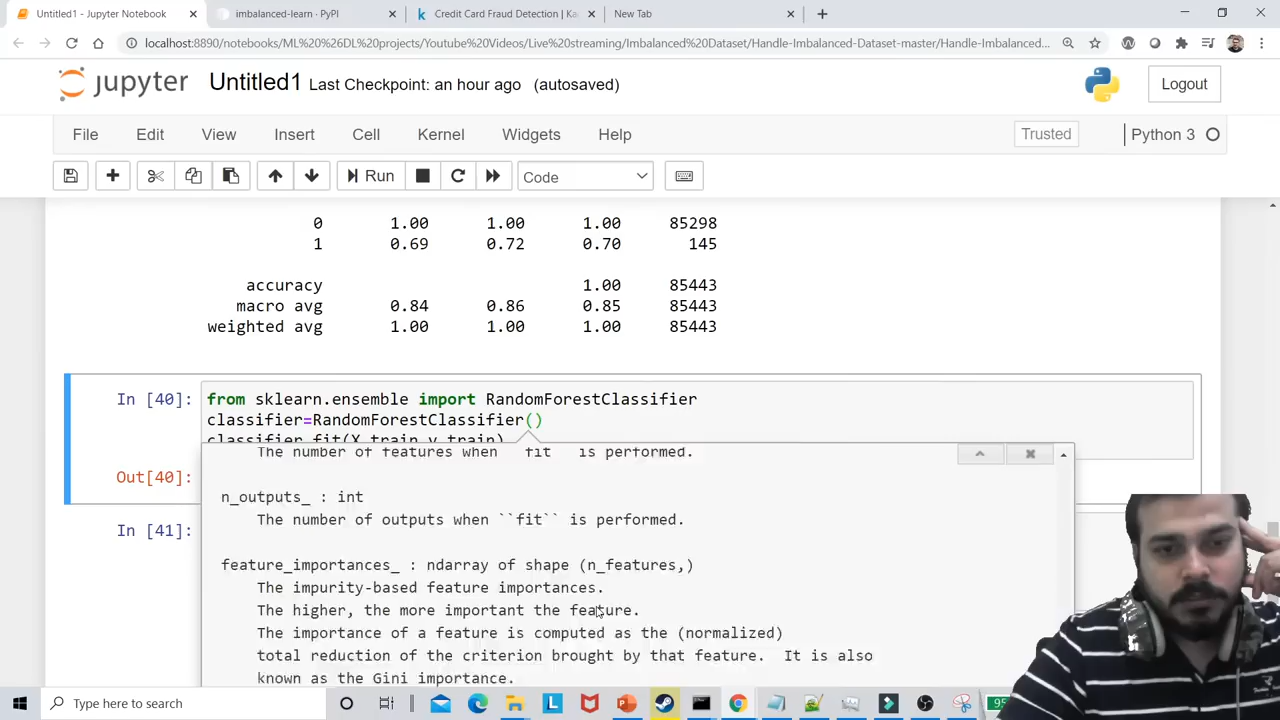 Untitled1 - Jupyter Notebook
imbalanced-learn · PyPI
Credit Card Fraud Detection | Ka
New Tab
localhost:8890/notebooks/ML%20%26%20DL%20projects/Youtube%20Videos/Live%20streaming/Imbalanced%20Dataset/Handle-Imbalanced-Dataset-master/Handle-Imbalanced...
jupyter Untitled1 Last Checkpoint: an hour ago (autosaved)
Logout
File Edit View Insert Cell Kernel Widgets Help
Trusted
Python 3
Run
Code
0 1.00 1.00 1.00 85298
1 0.69 0.72 0.70 145
accuracy 1.00 85443
macro avg 0.84 0.86 0.85 85443
weighted avg 1.00 1.00 1.00 85443
In [40]: from sklearn.ensemble import RandomForestClassifier
classifier=RandomForestClassifier()
classifier.fit(X_train,y_train)
The number of features when ``fit`` is performed.
Out[40]:
n_outputs_ : int
The number of outputs when ``fit`` is performed.
In [41]:
feature_importances_ : ndarray of shape (n_features,)
The impurity-based feature importances.
The higher, the more important the feature.
The importance of a feature is computed as the (normalized)
total reduction of the criterion brought by that feature. It is also
known as the Gini importance.
Type here to search